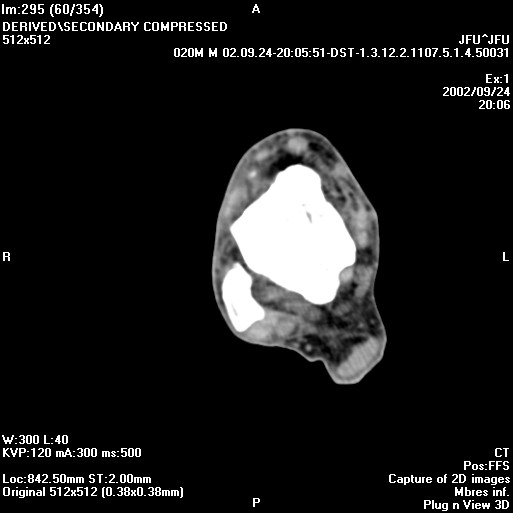 Im:295 (60/354)
A
DERIVED\SECONDARY COMPRESSED
512x512
JFU^JFU
020M M 02.09.24-20:05:51-DST-1.3.12.2.1107.5.1.4.50031
Ex:1
2002/09/24
20:06
R
L
W:300 L:40
KVP:120 mA:300 ms:500
CT
Pos:FFS
Loc:842.50mm ST:2.00mm
Capture of 2D images
Original 512x512 (0.38x0.38mm)
Mbres inf.
P
Plug n View 3D